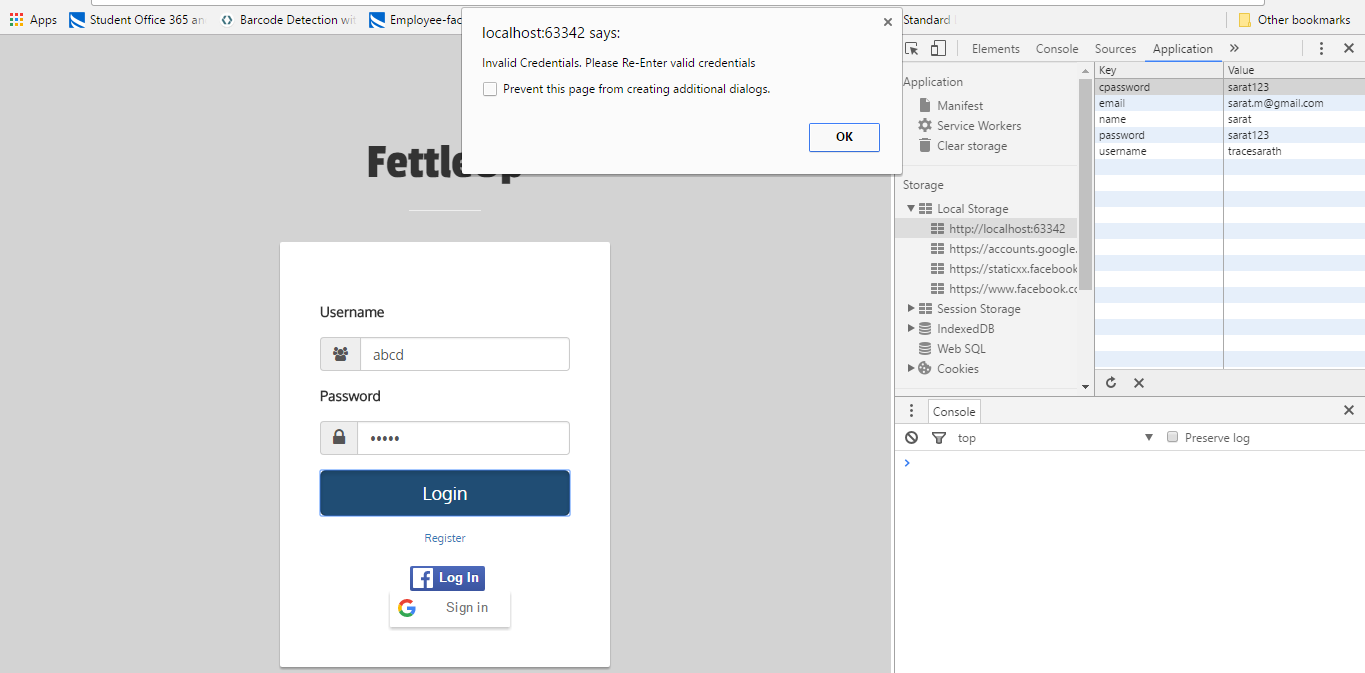 Apps
Student Office 365 an
Barcode Detection wit
Employee-fac
Standard
Other bookmarks
localhost:63342 says:
Invalid Credentials. Please Re-Enter valid credentials
Prevent this page from creating additional dialogs.
OK
Username
abcd
Password
•••••
Login
Register
Log In
Sign in
Elements Console Sources Application
Application
Manifest
Service Workers
Clear storage
Storage
Local Storage
http://localhost:63342
https://accounts.google.
https://staticxx.facebook
https://www.facebook.co
Session Storage
IndexedDB
Web SQL
Cookies
Key Value
cpassword sarat123
email sarat.m@gmail.com
name sarat
password sarat123
username tracesarath
Console
top
Preserve log